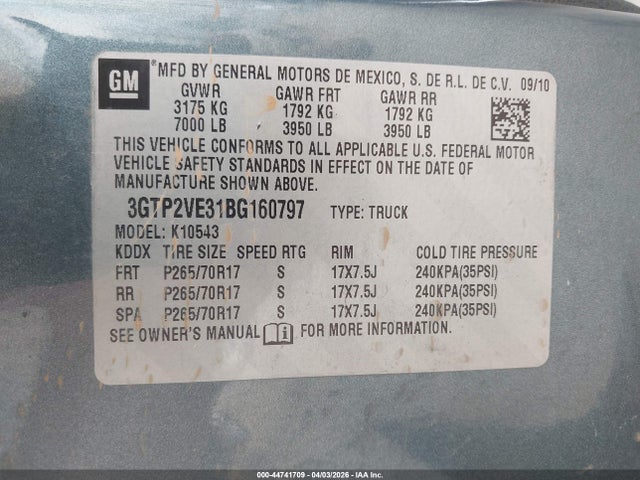 GM
®MFD BY GENERAL MOTORS DE MEXICO, S. DE R.L. DE C.V. 09/10
GVWR GAWR FRT GAWR RR
3175 KG 1792 KG 1792 KG
7000 LB 3950 LB 3950 LB
THIS VEHICLE CONFORMS TO ALL APPLICABLE U.S. FEDERAL MOTOR
VEHICLE SAFETY STANDARDS IN EFFECT ON THE DATE OF
MANUFACTURE SHOWN ABOVE.
3GTP2VE31BG160797 TYPE: TRUCK
MODEL: K10543
KDDX TIRE SIZE SPEED RTG RIM COLD TIRE PRESSURE
FRT P265/70R17 S 17X7.5J 240KPA(35PSI)
RR P265/70R17 S 17X7.5J 240KPA(35PSI)
SPA P265/70R17 S 17X7.5J 240KPA(35PSI)
SEE OWNER'S MANUAL i FOR MORE INFORMATION.
000-44741709 - 04/03/2026 - IAA Inc.